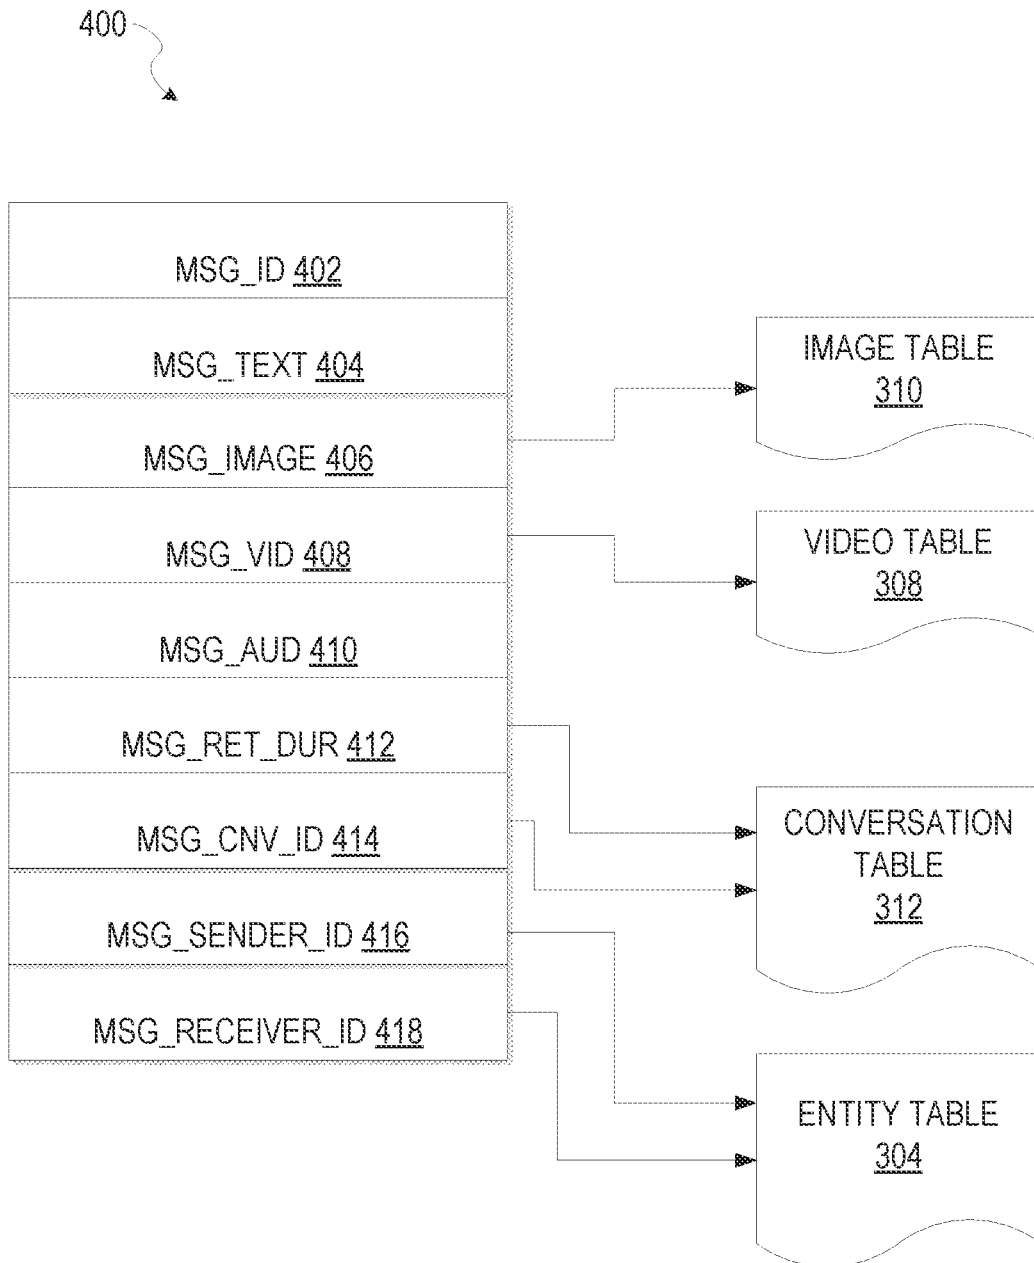 400
MSG_ID 402
MSG_TEXT 404
MSG_IMAGE 406
MSG_VID 408
MSG_AUD 410
MSG_RET_DUR 412
MSG_CNV_ID 414
MSG_SENDER_ID 416
MSG_RECEIVER_ID 418
IMAGE TABLE
310
VIDEO TABLE
308
CONVERSATION
TABLE
312
ENTITY TABLE
304